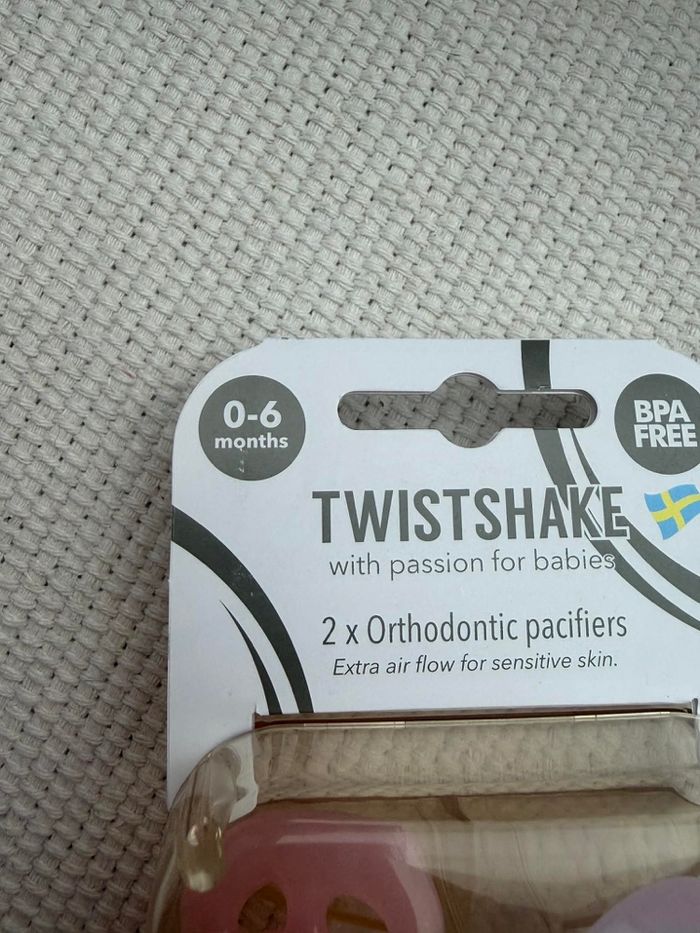 0-6
months
BPA
FREE
TWISTSHAKE
with passion for babies
2 x Orthodontic pacifiers
Extra air flow for sensitive skin.